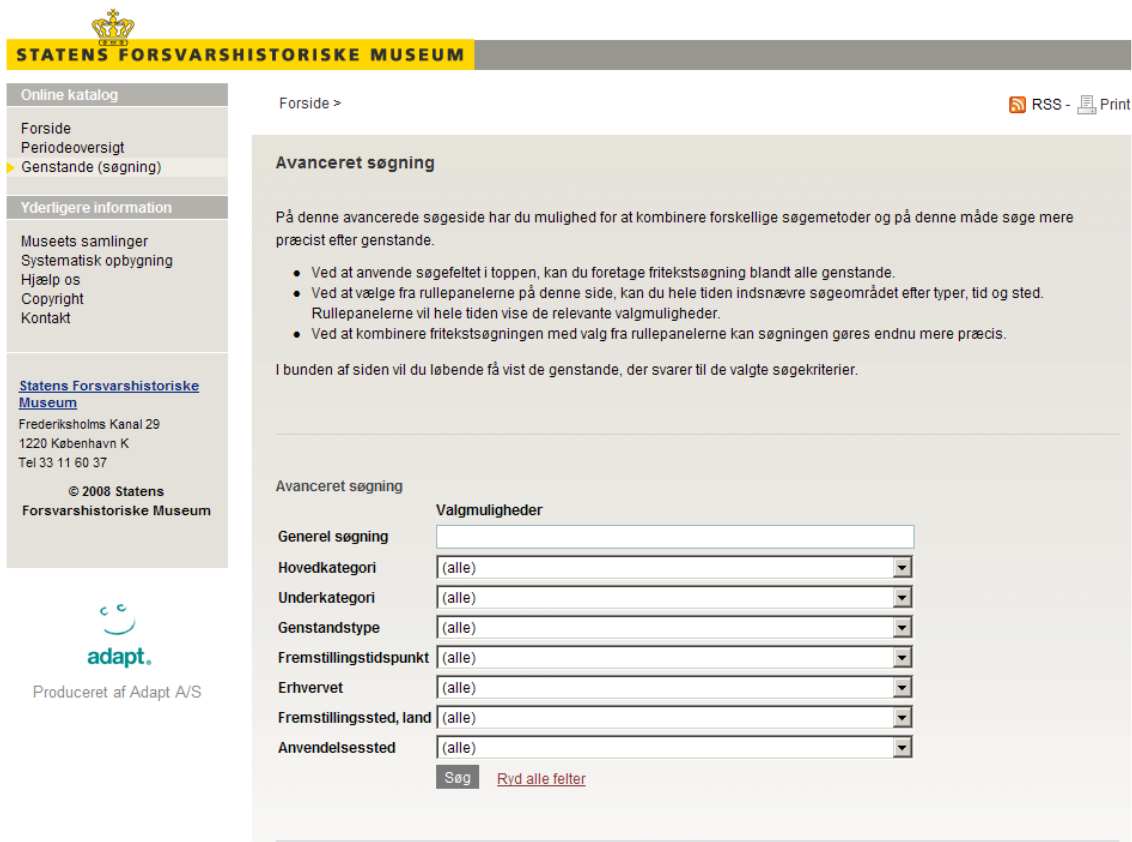 STATENS FORSVARSHISTORISKE MUSEUM
Online katalog
Forside
Periodeoversigt
Genstande (søgning)
Yderligere information
Museets samlinger
Systematisk opbygning
Hjælp os
Copyright
Kontakt
Statens Forsvarshistoriske
Museum
Frederiksholms Kanal 29
1220 København K
Tel 33 11 60 37
© 2008 Statens
Forsvarshistoriske Museum
adapt.
Produceret af Adapt A/S
Forside >
RSS - Print
Avanceret søgning
På denne avancerede søgeside har du mulighed for at kombinere forskellige søgemetoder og på denne måde søge mere
præcist efter genstande.
● Ved at anvende søgefeltet i toppen, kan du foretage fritekstsøgning blandt alle genstande.
● Ved at vælge fra rullepanelerne på denne side, kan du hele tiden indsnævre søgeområdet efter typer, tid og sted.
Rullepanelerne vil hele tiden vise de relevante valgmuligheder.
● Ved at kombinere fritekstsøgningen med valg fra rullepanelerne kan søgningen gøres endnu mere præcis.
I bunden af siden vil du løbende få vist de genstande, der svarer til de valgte søgekriterier.
Avanceret søgning
Valgmuligheder
Generel søgning
Hovedkategori (alle)
Underkategori (alle)
Genstandstype (alle)
Fremstillingstidspunkt (alle)
Erhvervet (alle)
Fremstillingssted, land (alle)
Anvendelsessted (alle)
Søg Ryd alle felter